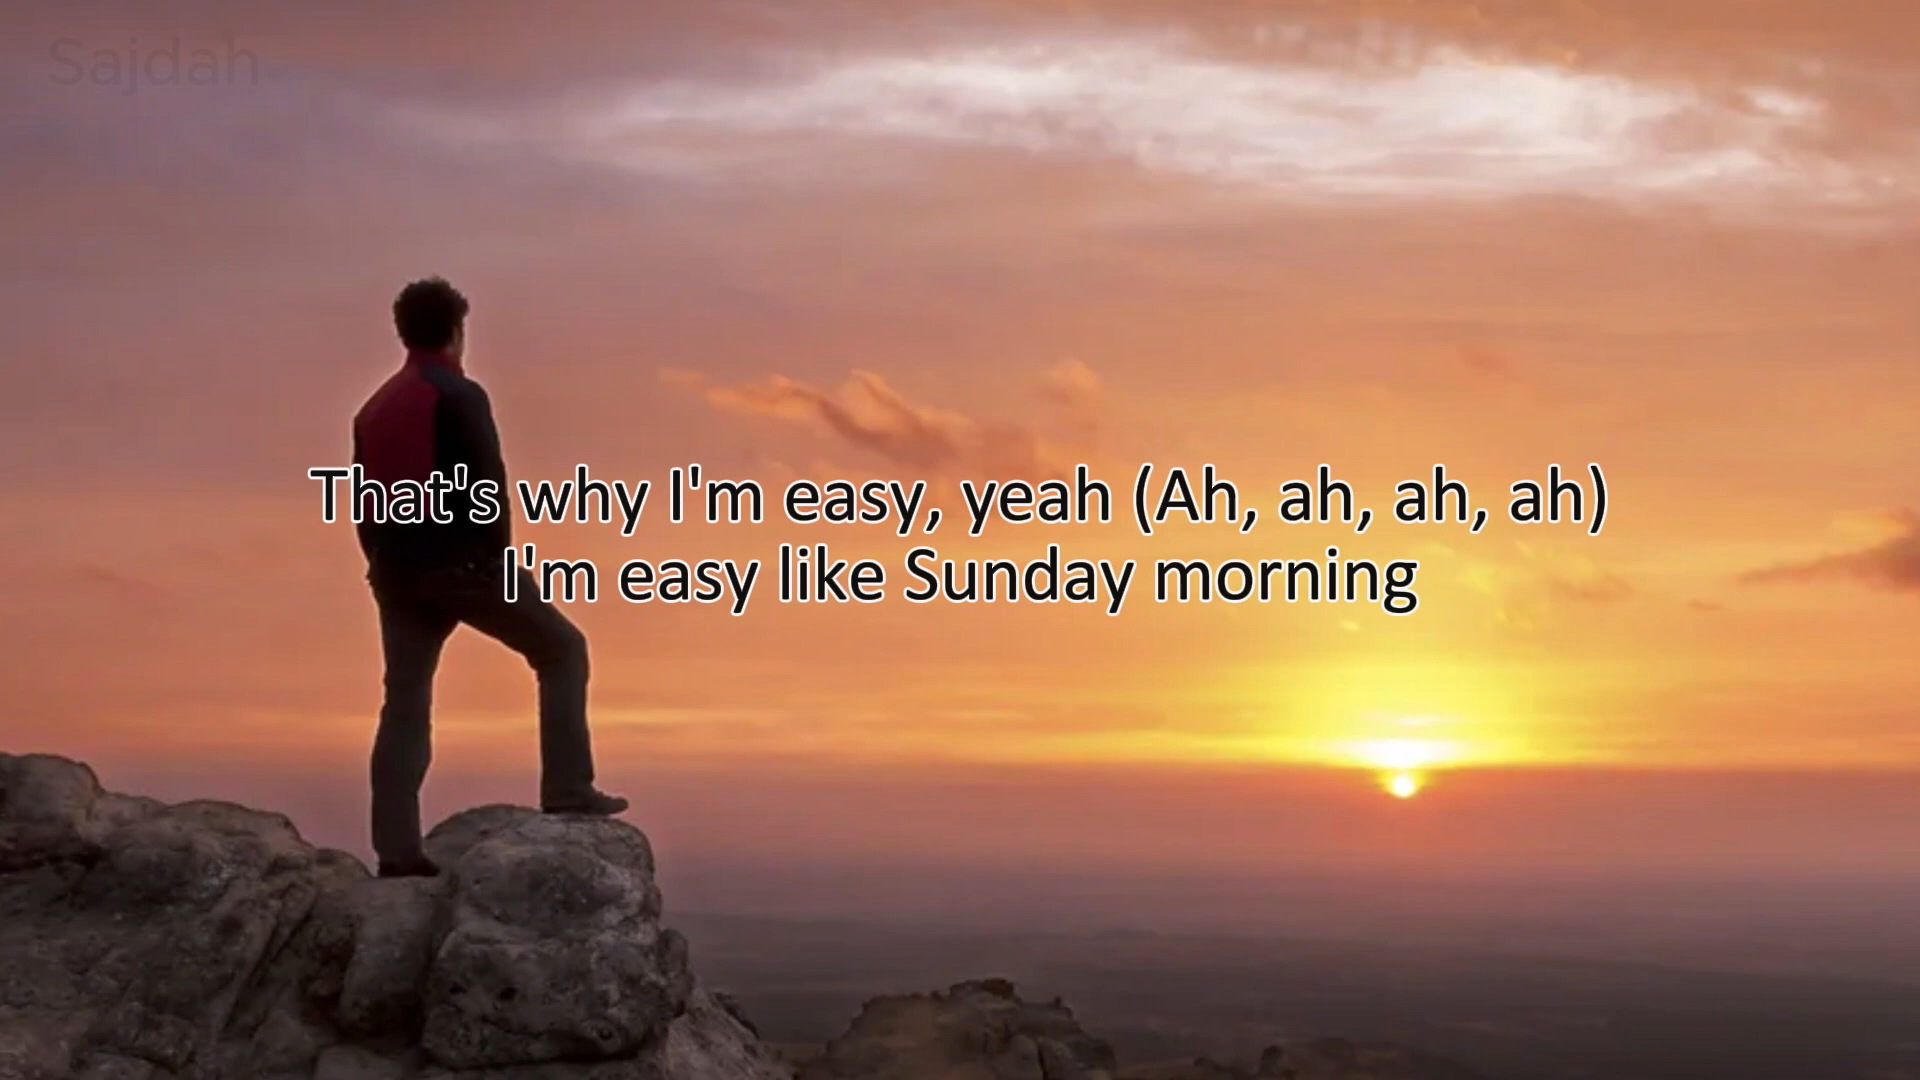 Sajdah
That's why I'm easy, yeah (Ah, ah, ah, ah)
I'm easy like Sunday morning